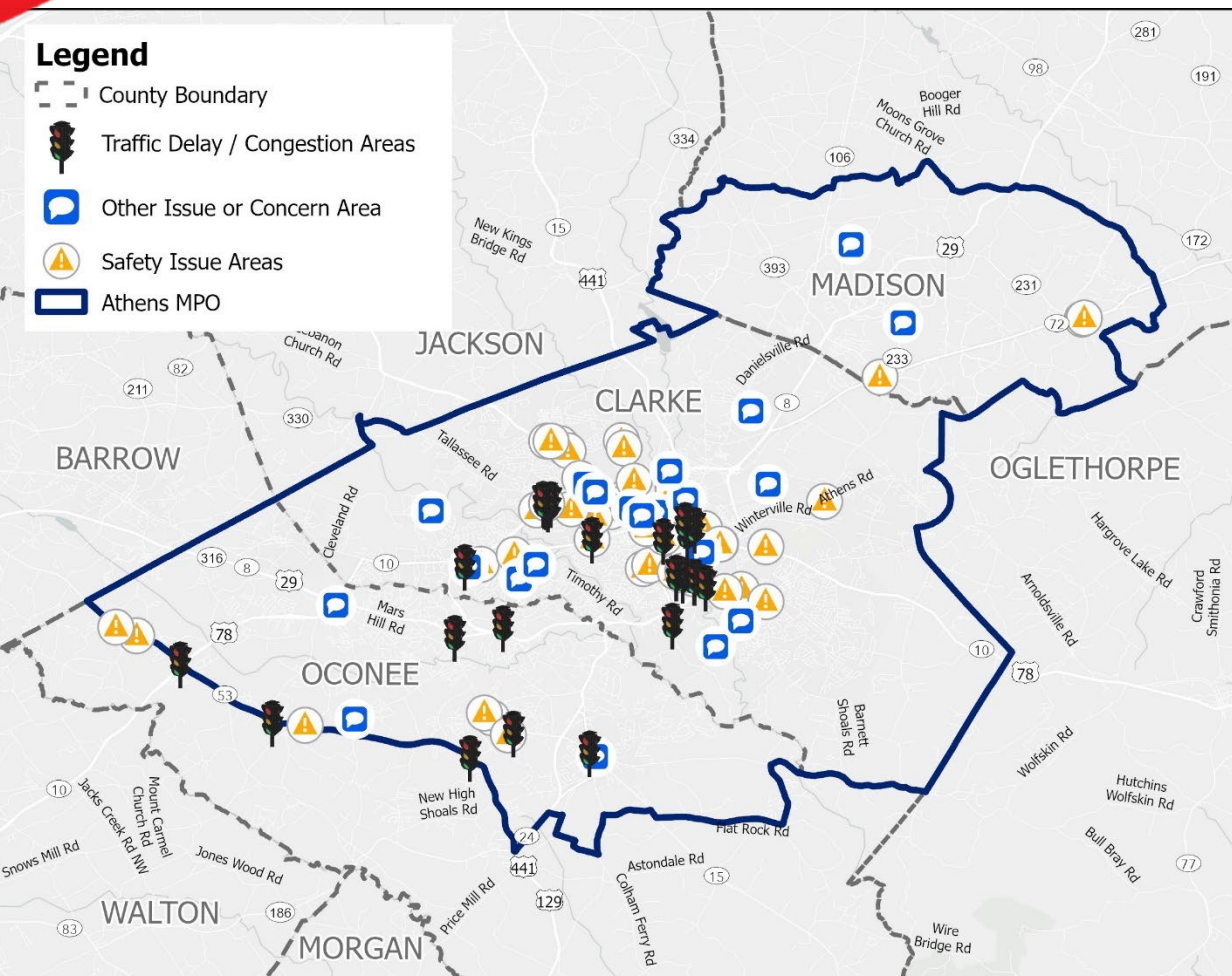 Legend
County Boundary
Traffic Delay / Congestion Areas
Other Issue or Concern Area
Safety Issue Areas
Athens MPO
281
98
191
Booger
Hill Rd
Moons Grove
Church Rd
334
106
15
New Kings
Bridge Rd
441
172
29
393
MADISON
231
72
233
Church Rd
JACKSON
82
211
330
Danielsville Rd
CLARKE
8
BARROW
Tallassee Rd
OGLETHORPE
Cleveland Rd
Athens Rd
Winterville Rd
Hargrove Lake Rd
316
8
29
10
Timothy Rd
Arnoldsville Rd
Crawford
Smithonia Rd
Mars
Hill Rd
78
OCONEE
10
78
53
Barnett
Shoals Rd
Wolfskin Rd
10
Jacks Creek Rd NW
Mount Carmel
Church Rd
New High
Shoals Rd
Hutchins
Wolfskin Rd
Snows Mill Rd
Jones Wood Rd
24
Flat Rock Rd
Bull Bray Rd
441
Astondale Rd
15
77
129
Price Mill Rd
Colham Ferry Rd
WALTON
186
83
MORGAN
Wire
Bridge Rd